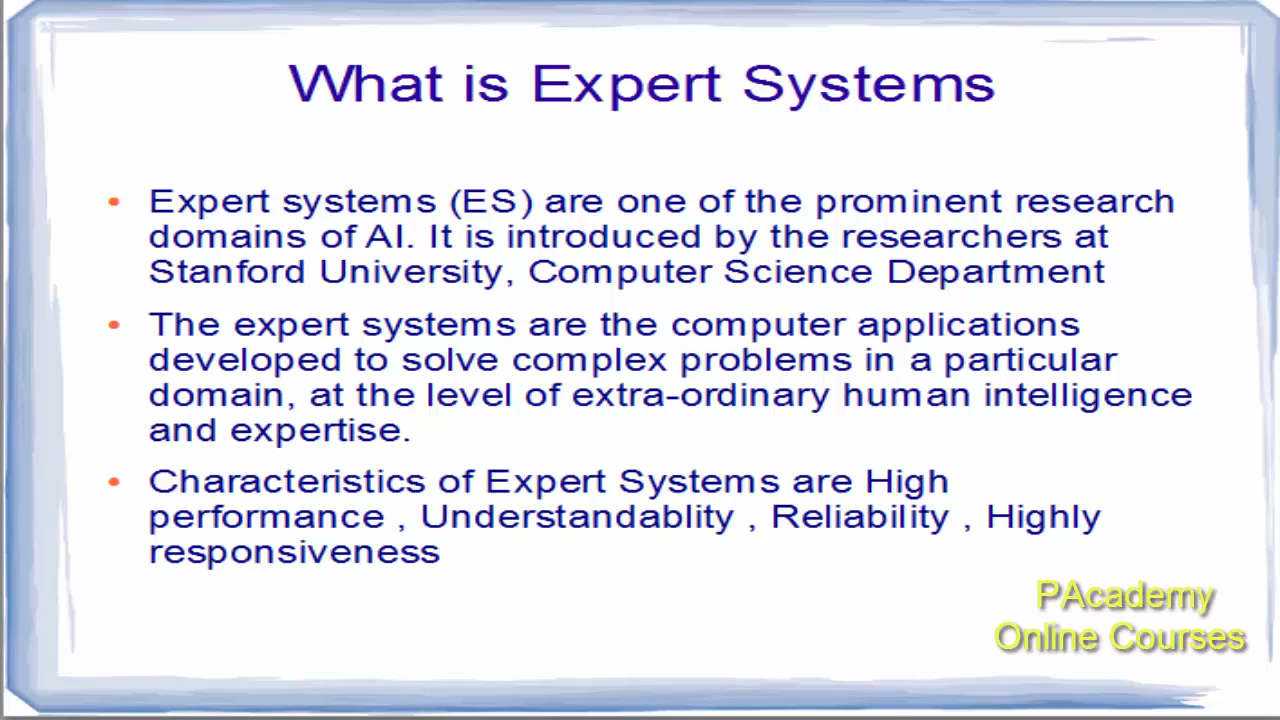 What is Expert Systems
• Expert systems (ES) are one of the prominent research
domains of AI. It is introduced by the researchers at
Stanford University, Computer Science Department
• The expert systems are the computer applications
developed to solve complex problems in a particular
domain, at the level of extra-ordinary human intelligence
and expertise.
• Characteristics of Expert Systems are High
performance , Understandablity , Reliability , Highly
responsiveness
PAcademy
Online Courses